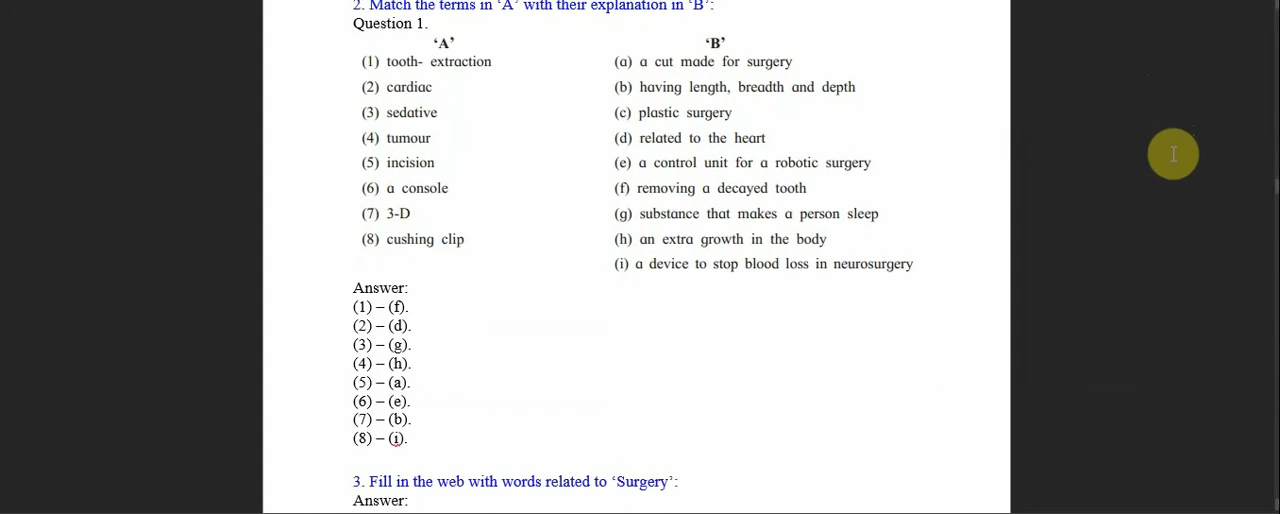 2. Match the terms in ‘A’ with their explanation in ‘B’:
Question 1.
‘A’ ‘B’
(1) tooth- extraction (a) a cut made for surgery
(2) cardiac (b) having length, breadth and depth
(3) sedative (c) plastic surgery
(4) tumour (d) related to the heart
(5) incision (e) a control unit for a robotic surgery
(6) a console (f) removing a decayed tooth
(7) 3-D (g) substance that makes a person sleep
(8) cushing clip (h) an extra growth in the body
(i) a device to stop blood loss in neurosurgery
Answer:
(1) – (f).
(2) – (d).
(3) – (g).
(4) – (h).
(5) – (a).
(6) – (e).
(7) – (b).
(8) – (i).
3. Fill in the web with words related to ‘Surgery’:
Answer: